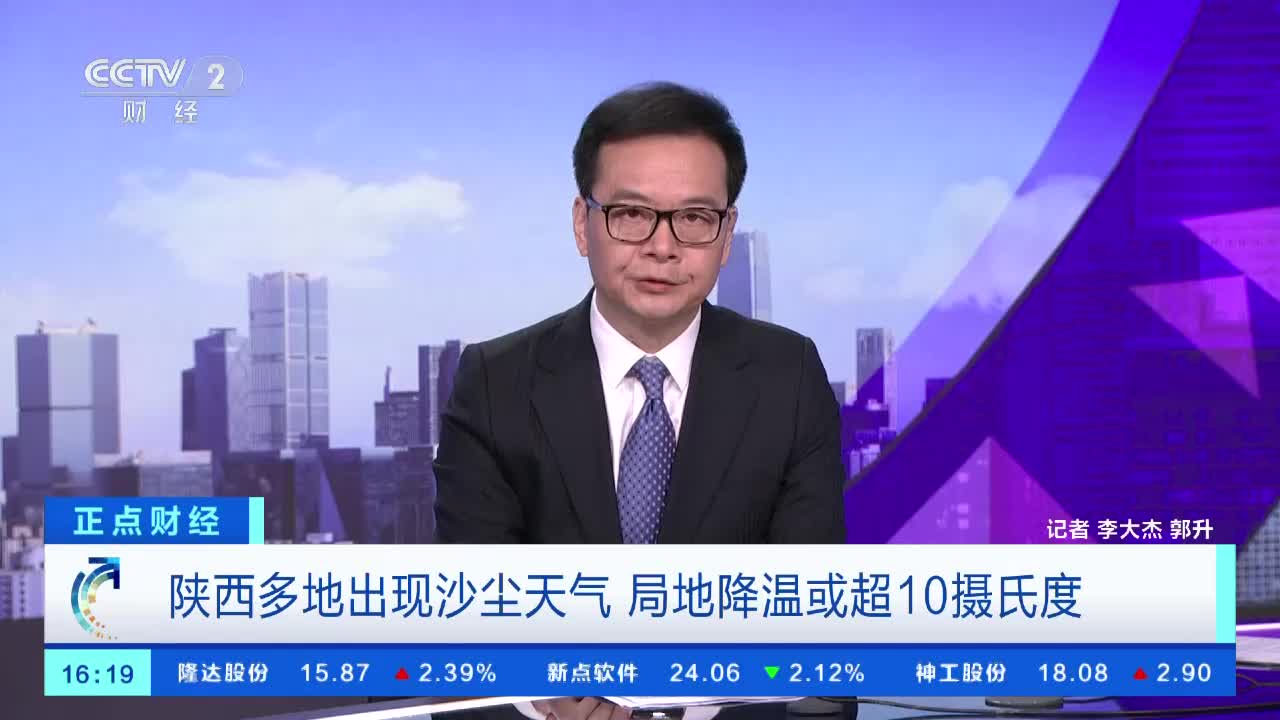 CCTV 2
财 经
正点财经
记者 李大杰 郭升
陕西多地出现沙尘天气 局地降温或超10摄氏度
16:19 隆达股份 15.87 ▲ 2.39% 新点软件 24.06 ▼ 2.12% 神工股份 18.08 ▲ 2.90